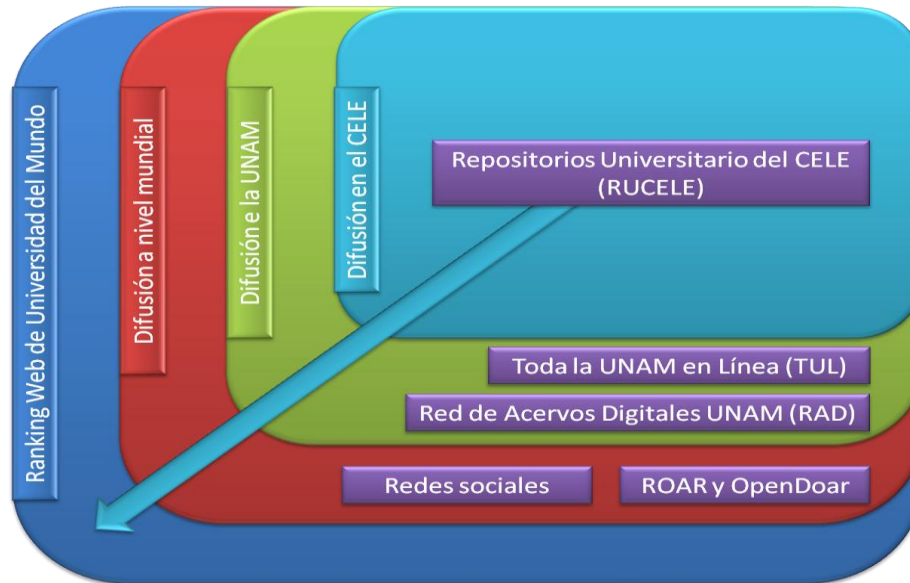 Ranking Web de Universidad del Mundo
Difusión a nivel mundial
Difusión e la UNAM
Difusión en el CELE
Repositorios Universitario del CELE
(RUCELE)
Toda la UNAM en Línea (TUL)
Red de Acervos Digitales UNAM (RAD)
Redes sociales
ROAR y OpenDoar